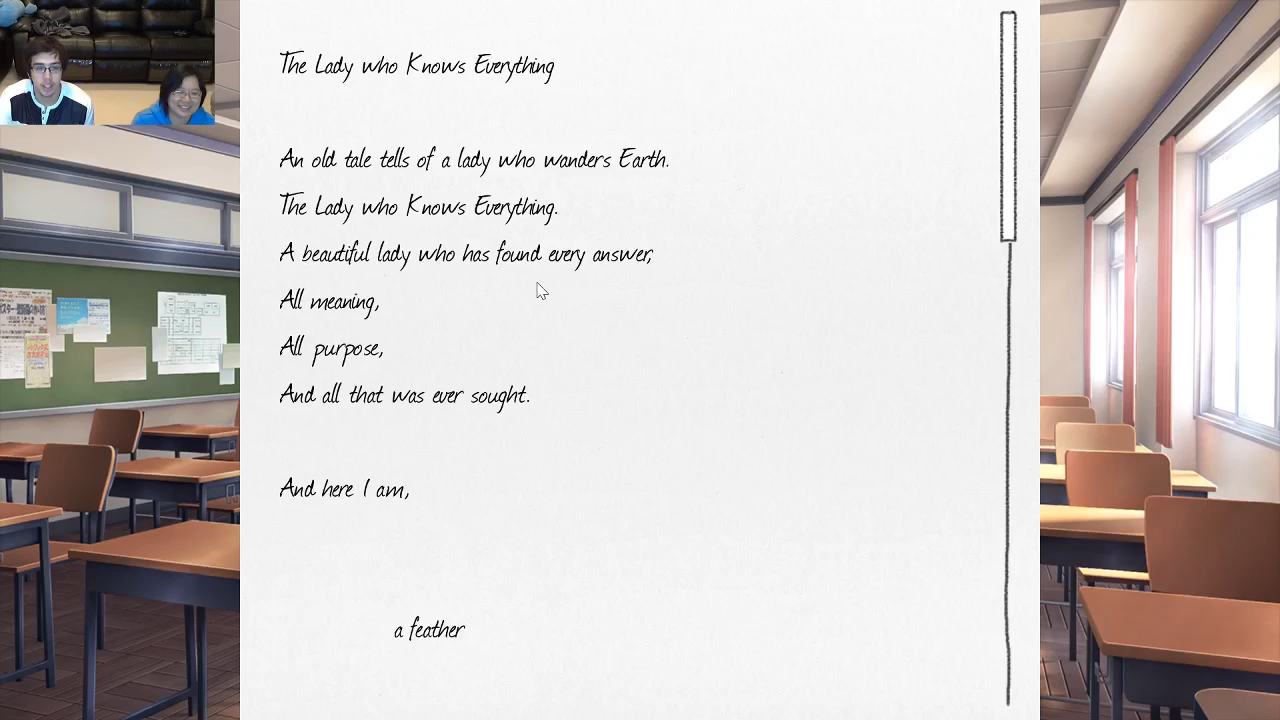 The Lady who Knows Everything
An old tale tells of a lady who wanders Earth.
The Lady who Knows Everything.
A beautiful lady who has found every answer,
All meaning,
All purpose,
And all that was ever sought.
And here I am,
a feather